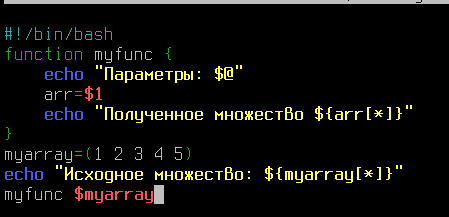 #!/bin/bash
function myfunc {
    echo "Параметры: $@"
    arr=$1
    echo "Полученное множество ${arr[*]}"
}
myarray=(1 2 3 4 5)
echo "Исходное множество: ${myarray[*]}"
myfunc $myarray